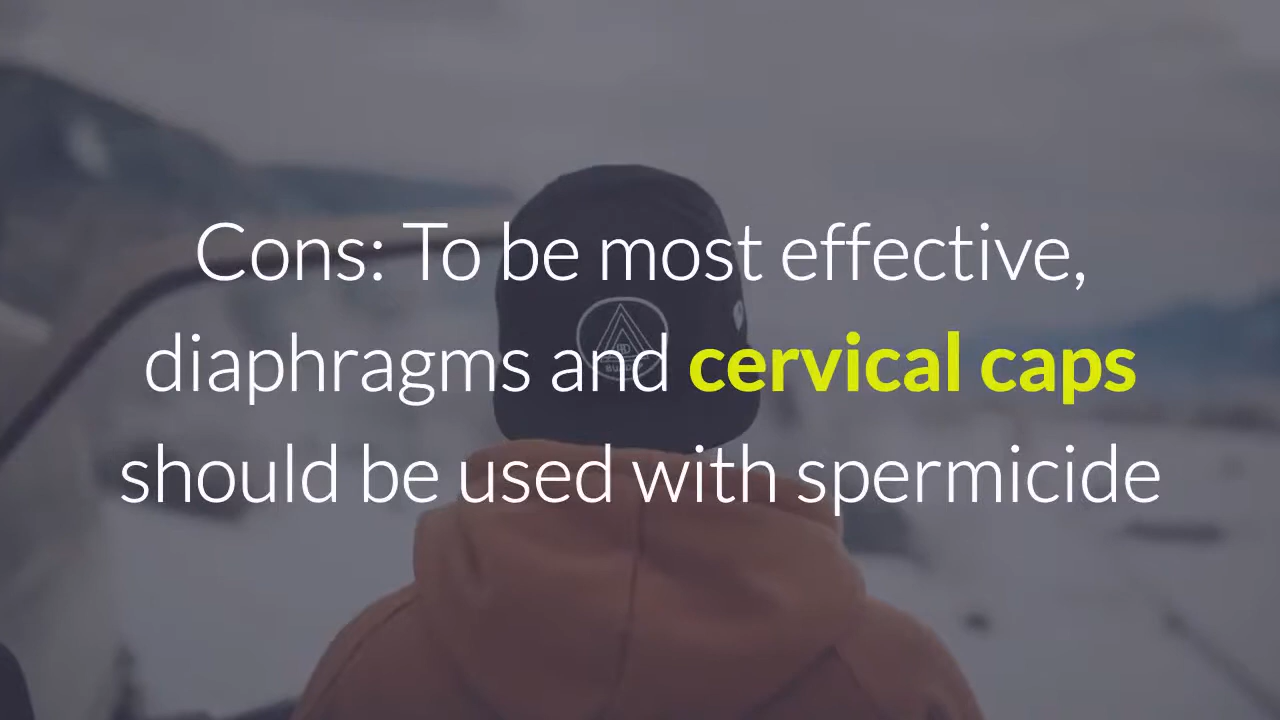 Cons: To be most effective,
diaphragms and cervical caps
should be used with spermicide